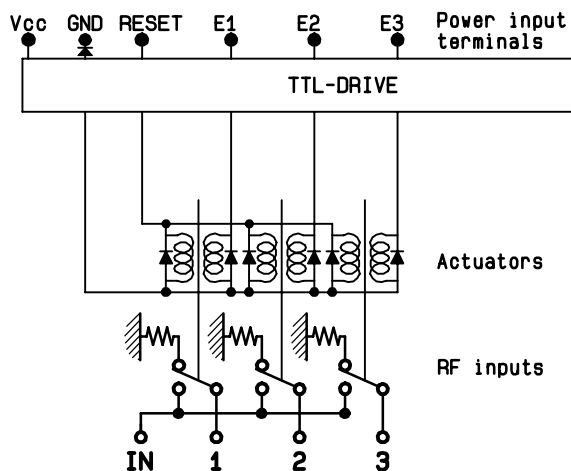 Vcc GND RESET E1 E2 E3 Power input
terminals
TTL-DRIVE
Actuators
RF inputs
IN 1 2 3